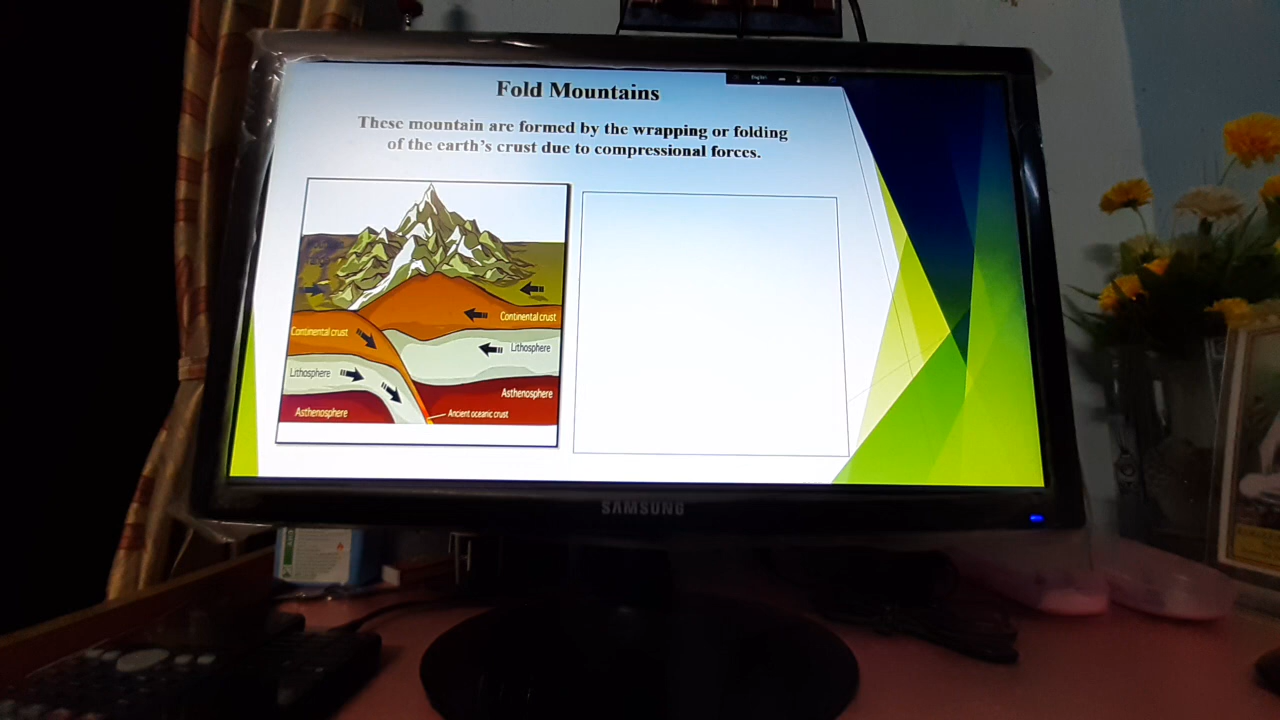 English
Fold Mountains
These mountain are formed by the wrapping or folding
of the earth's crust due to compressional forces.
Continental crust
Continental crust
Lithosphere
Lithosphere
Asthenosphere
Asthenosphere
Ancient oceanic crust
SAMSUNG